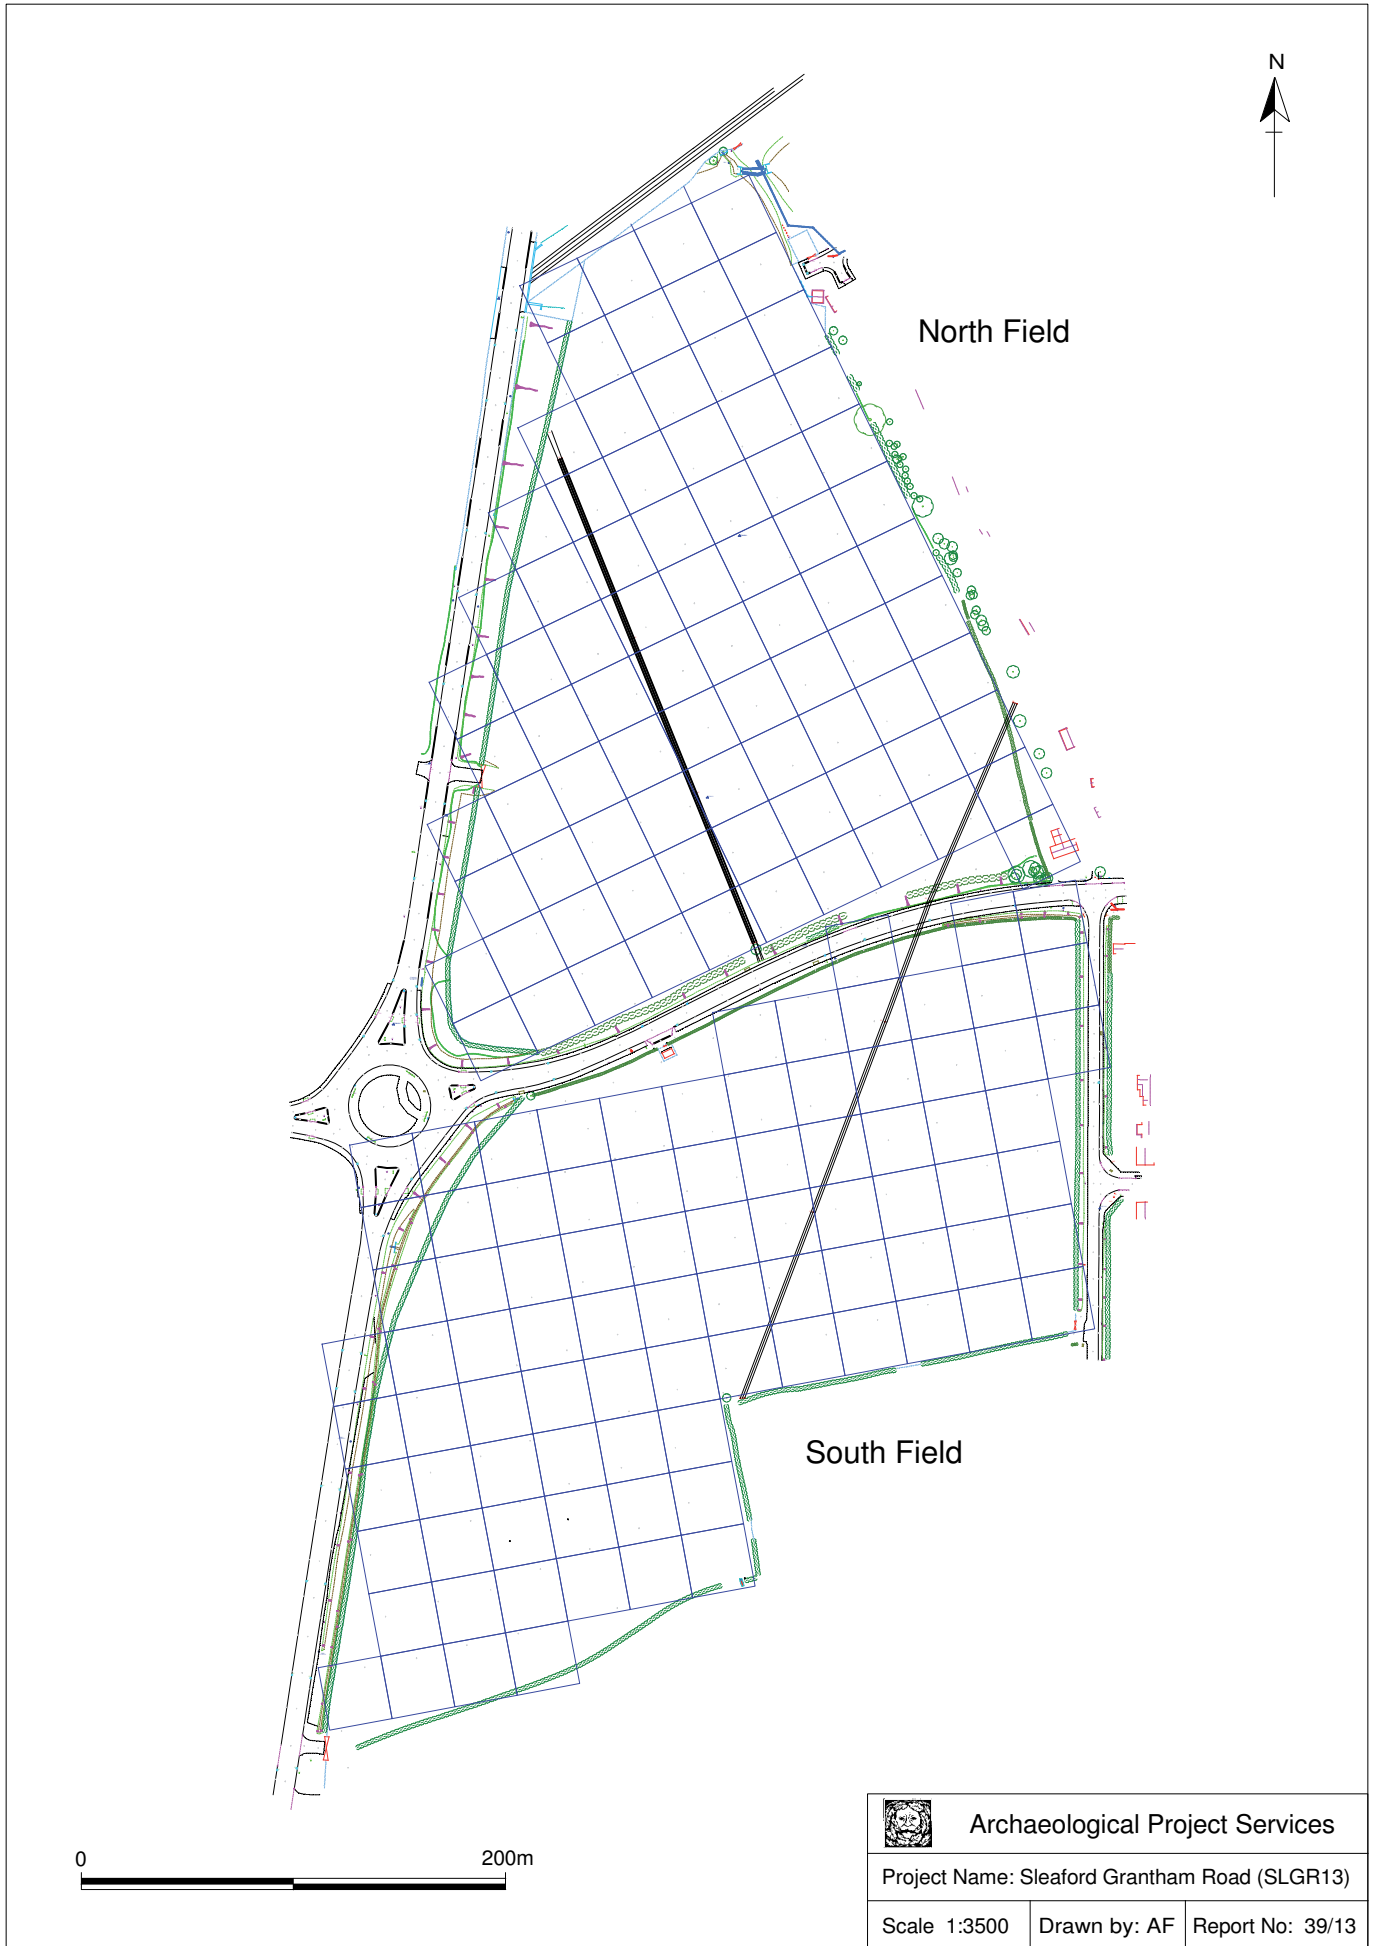 N
North Field
South Field
0 200m
Archaeological Project Services
Project Name: Sleaford Grantham Road (SLGR13)
Scale 1:3500 Drawn by: AF Report No: 39/13